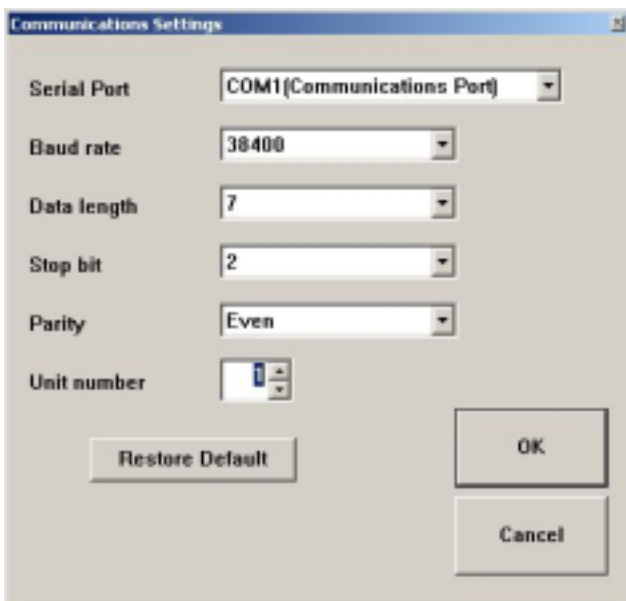 Communications Settings
Serial Port COM1(Communications Port)
Baud rate 38400
Data length 7
Stop bit 2
Parity Even
Unit number 1
Restore Default
OK
Cancel